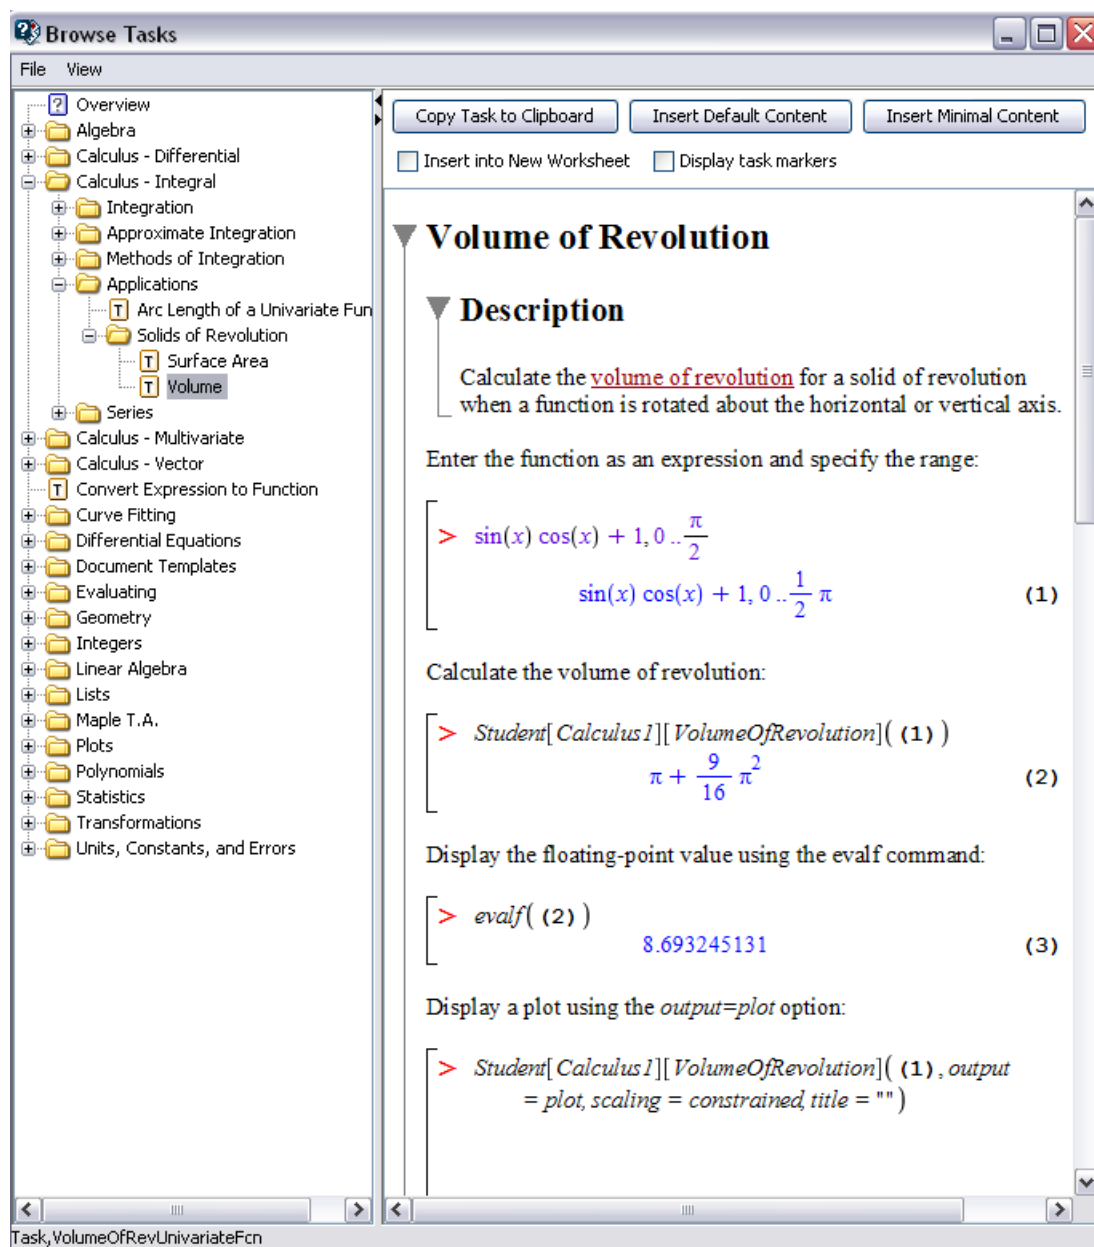 Browse Tasks
File View
Overview
Algebra
Calculus - Differential
Calculus - Integral
Integration
Approximate Integration
Methods of Integration
Applications
T Arc Length of a Univariate Fun
Solids of Revolution
T Surface Area
T Volume
Series
Calculus - Multivariate
Calculus - Vector
T Convert Expression to Function
Curve Fitting
Differential Equations
Document Templates
Evaluating
Geometry
Integers
Linear Algebra
Lists
Maple T.A.
Plots
Polynomials
Statistics
Transformations
Units, Constants, and Errors
Copy Task to Clipboard Insert Default Content Insert Minimal Content
Insert into New Worksheet Display task markers
Volume of Revolution
Description
Calculate the volume of revolution for a solid of revolution
when a function is rotated about the horizontal or vertical axis.
Enter the function as an expression and specify the range:
> sin(x) cos(x) + 1, 0 .. π/2
sin(x) cos(x) + 1, 0 .. 1/2 π (1)
Calculate the volume of revolution:
> Student[Calculus1][VolumeOfRevolution]( (1) )
π + 9/16 π² (2)
Display the floating-point value using the evalf command:
> evalf( (2) )
8.693245131 (3)
Display a plot using the output=plot option:
> Student[Calculus1][VolumeOfRevolution]( (1), output
= plot, scaling = constrained, title = "")
Task,VolumeOfRevUnivariateFcn